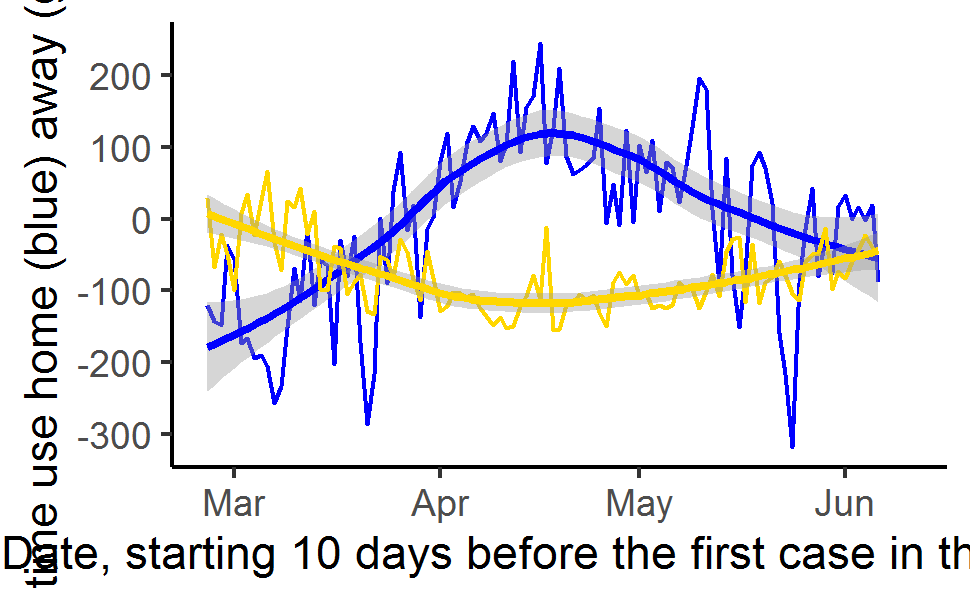 time use home (blue) away (
200
100
0
-100
-200
-300
Mar Apr May Jun
Date, starting 10 days before the first case in th